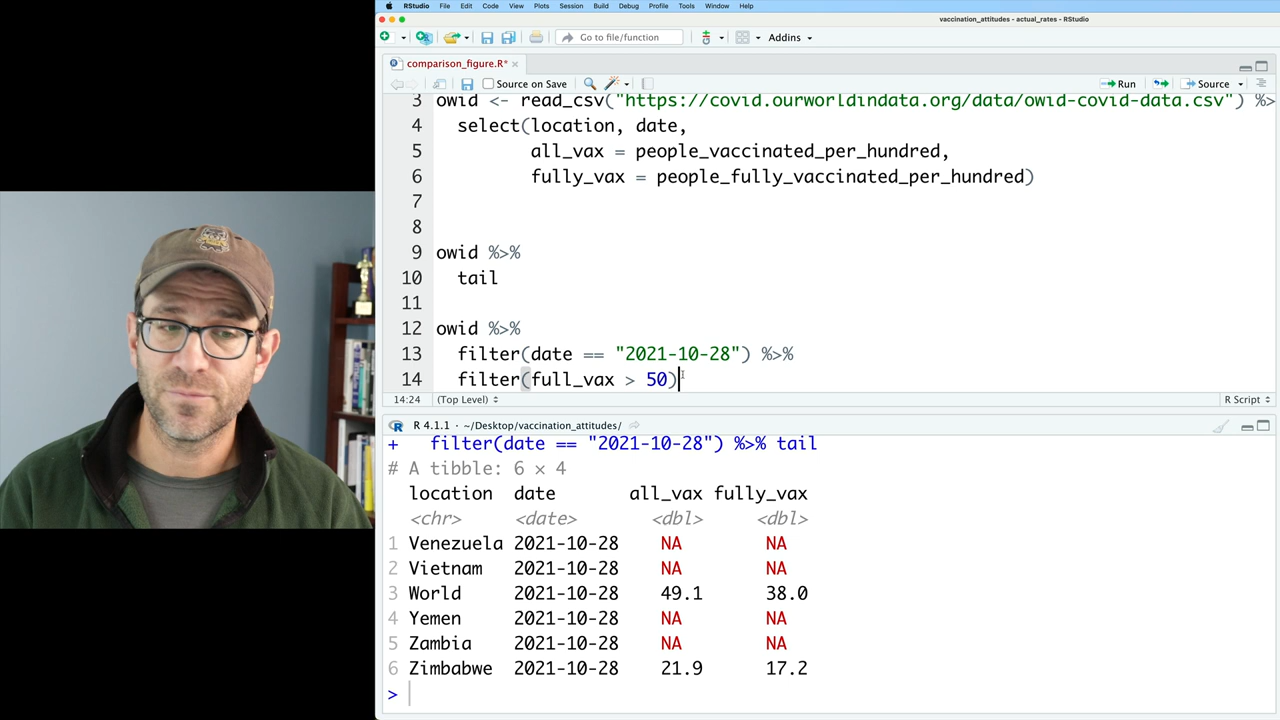 RStudio File Edit Code View Plots Session Build Debug Profile Tools Window Help
vaccination_attitudes - actual_rates - RStudio
Go to file/function Addins
comparison_figure.R*
Source on Save Run Source
3 owid <- read_csv("https://covid.ourworldindata.org/data/owid-covid-data.csv") %>
4 select(location, date,
5 all_vax = people_vaccinated_per_hundred,
6 fully_vax = people_fully_vaccinated_per_hundred)
7
8
9 owid %>%
10 tail
11
12 owid %>%
13 filter(date == "2021-10-28") %>%
14 filter(full_vax > 50)
14:24 (Top Level) R Script
R 4.1.1 · ~/Desktop/vaccination_attitudes/
+ filter(date == "2021-10-28") %>% tail
# A tibble: 6 × 4
location date all_vax fully_vax
<chr> <date> <dbl> <dbl>
1 Venezuela 2021-10-28 NA NA
2 Vietnam 2021-10-28 NA NA
3 World 2021-10-28 49.1 38.0
4 Yemen 2021-10-28 NA NA
5 Zambia 2021-10-28 NA NA
6 Zimbabwe 2021-10-28 21.9 17.2
>